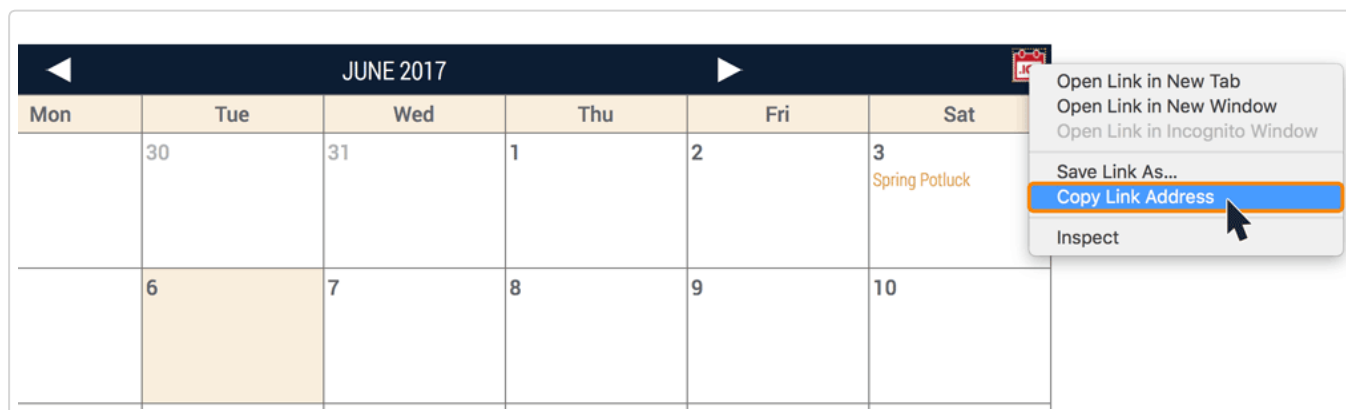 JUNE 2017
Mon Tue Wed Thu Fri Sat
30 31 1 2 3
Spring Potluck
6 7 8 9 10
Open Link in New Tab
Open Link in New Window
Open Link in Incognito Window
Save Link As...
Copy Link Address
Inspect